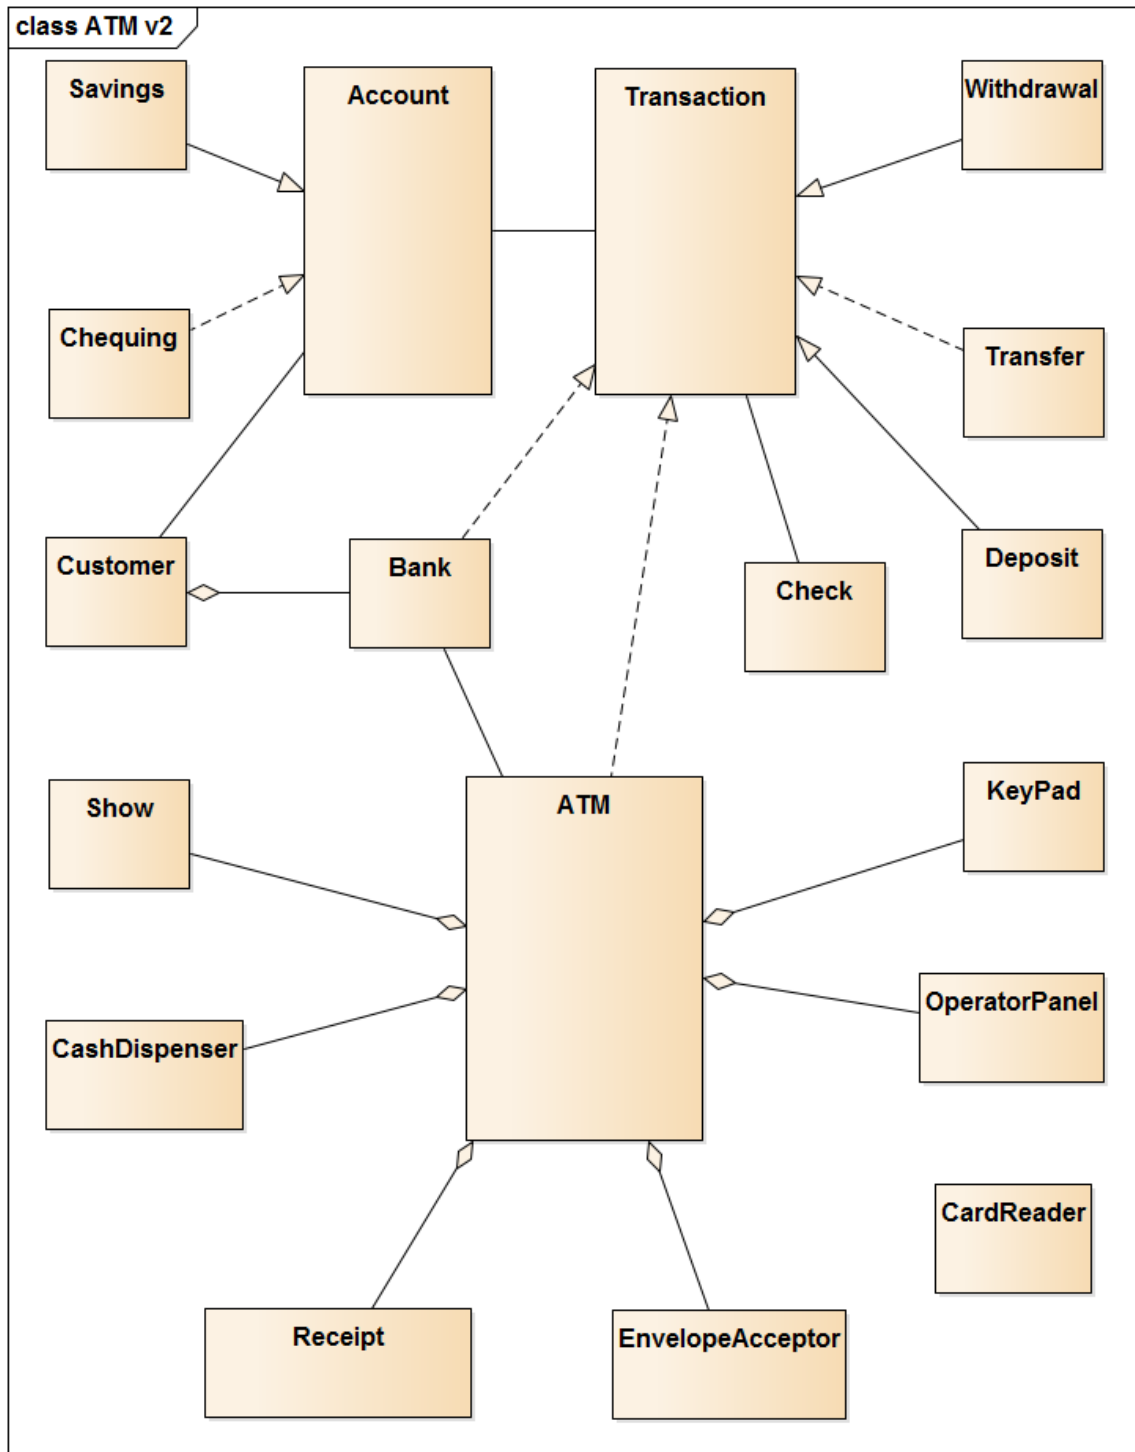 class ATM v2
Savings
Account
Transaction
Withdrawal
Chequing
Transfer
Customer
Bank
Check
Deposit
Show
ATM
KeyPad
CashDispenser
OperatorPanel
CardReader
Receipt
EnvelopeAcceptor